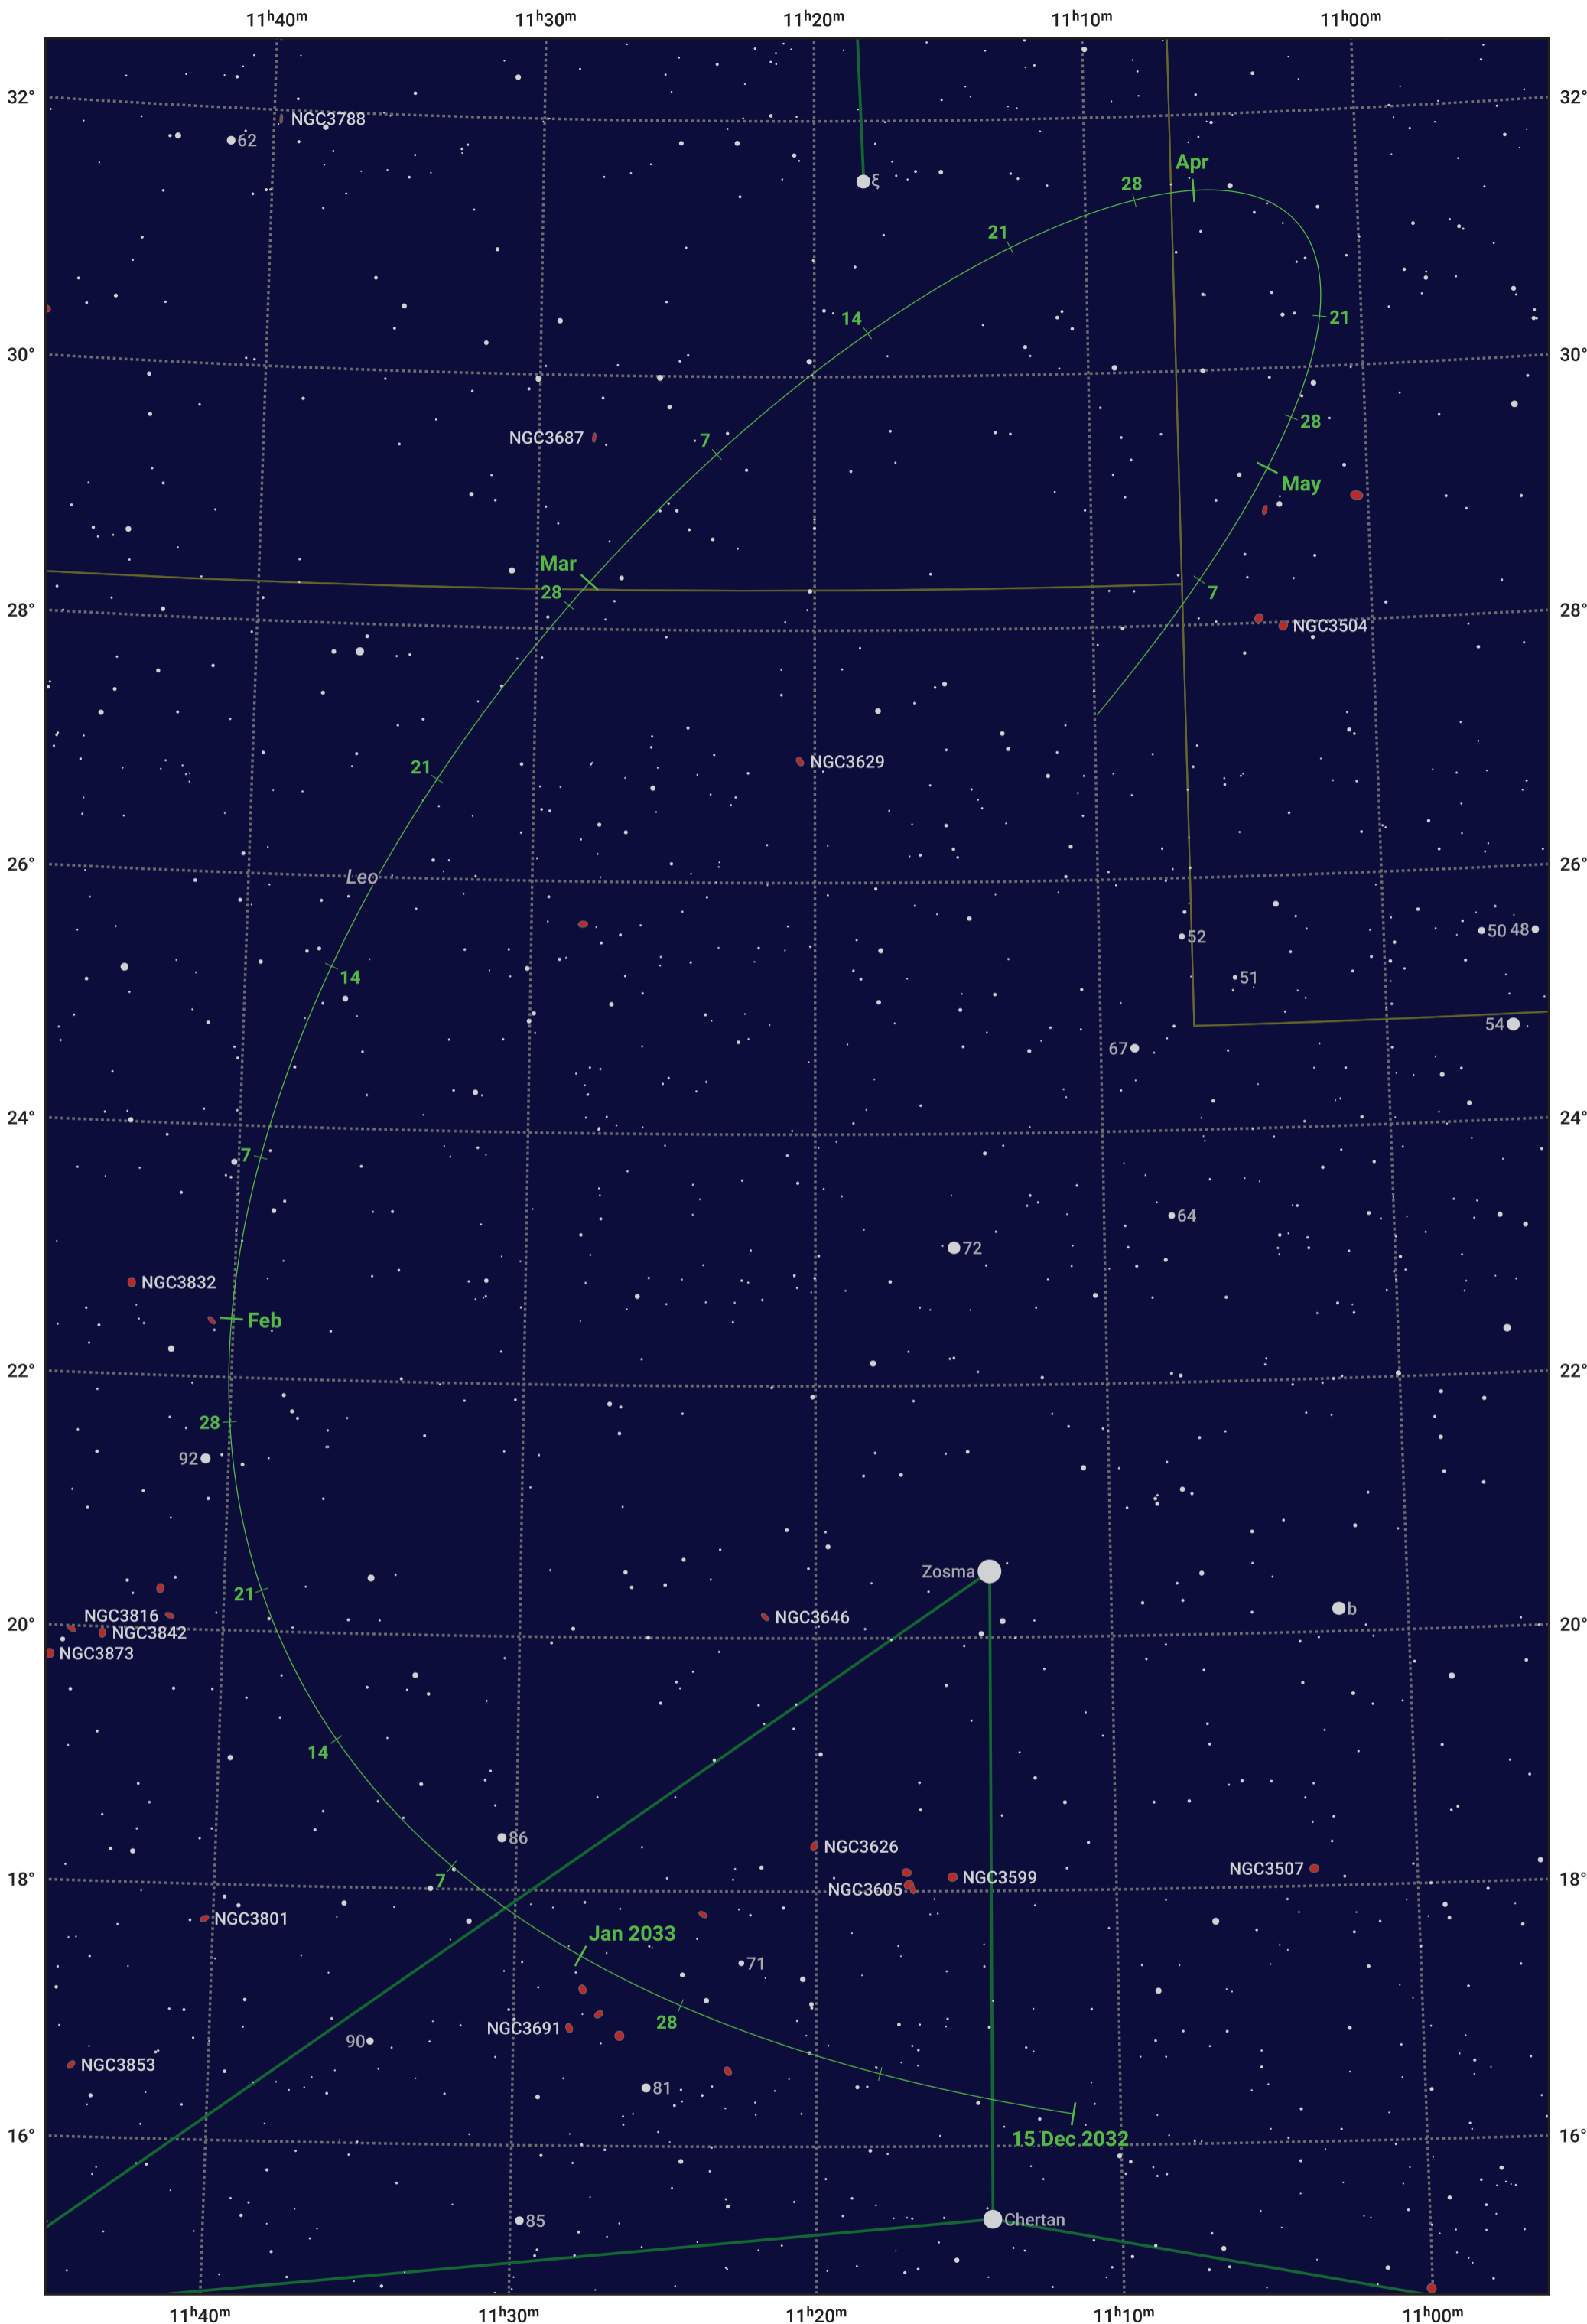 11ʰ40ᵐ 11ʰ30ᵐ 11ʰ20ᵐ 11ʰ10ᵐ 11ʰ00ᵐ
32° 32°
NGC3788
62
Apr
ξ
28
21
14
21
30° 30°
28
7
NGC3687
May
Mar
28
7
28° 28°
NGC3504
NGC3629
21
26° 26°
Leo
50 48
52
14
51
54
67
24° 24°
7
64
72
NGC3832
Feb
22° 22°
28
92
Zosma
21
b
NGC3816
NGC3646
20° 20°
NGC3842
NGC3873
14
86
NGC3626
NGC3507
18° 18°
NGC3599
7
NGC3605
NGC3801
Jan 2033
71
28
NGC3691
90
NGC3853
81
16° 16°
15 Dec 2032
Chertan
85
11ʰ40ᵐ 11ʰ30ᵐ 11ʰ20ᵐ 11ʰ10ᵐ 11ʰ00ᵐ